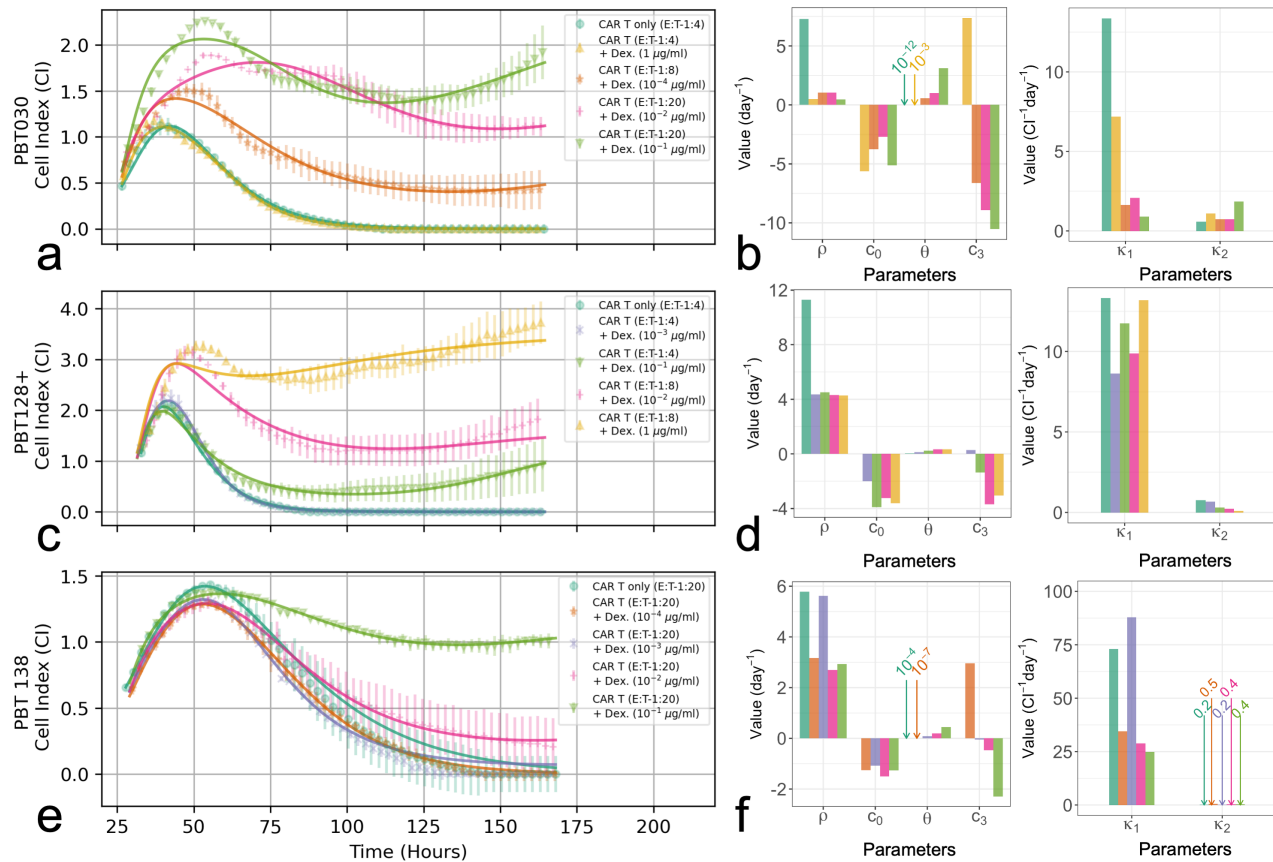 PBT030
Cell Index (CI)
2.0
1.5
1.0
0.5
0.0
CAR T only (E:T-1:4)
CAR T (E:T-1:4)
+ Dex. (1 μg/ml)
CAR T (E:T-1:8)
+ Dex. (10⁻⁴ μg/ml)
CAR T (E:T-1:20)
+ Dex. (10⁻² μg/ml)
CAR T (E:T-1:20)
+ Dex. (10⁻¹ μg/ml)
a
Value (day⁻¹)
5
0
-5
-10
10⁻¹²
10⁻³
ρ c₀ θ c₃
Parameters
b
Value (CI⁻¹day⁻¹)
10
5
0
κ₁ κ₂
Parameters
PBT128+
Cell Index (CI)
4.0
3.0
2.0
1.0
0.0
CAR T only (E:T-1:4)
CAR T (E:T-1:4)
+ Dex. (10⁻³ μg/ml)
CAR T (E:T-1:4)
+ Dex. (10⁻¹ μg/ml)
CAR T (E:T-1:8)
+ Dex. (10⁻² μg/ml)
CAR T (E:T-1:8)
+ Dex. (1 μg/ml)
c
Value (day⁻¹)
12
8
4
0
-4
ρ c₀ θ c₃
Parameters
d
Value (CI⁻¹day⁻¹)
10
5
0
κ₁ κ₂
Parameters
PBT 138
Cell Index (CI)
1.5
1.0
0.5
0.0
CAR T only (E:T-1:20)
CAR T (E:T-1:20)
+ Dex. (10⁻⁴ μg/ml)
CAR T (E:T-1:20)
+ Dex. (10⁻³ μg/ml)
CAR T (E:T-1:20)
+ Dex. (10⁻² μg/ml)
CAR T (E:T-1:20)
+ Dex. (10⁻¹ μg/ml)
e
25 50 75 100 125 150 175 200
Time (Hours)
Value (day⁻¹)
6
4
2
0
-2
10⁻⁴
10⁻⁷
ρ c₀ θ c₃
Parameters
f
Value (CI⁻¹day⁻¹)
100
75
50
25
0
0.5 0.4
0.2 0.2 0.4
κ₁ κ₂
Parameters